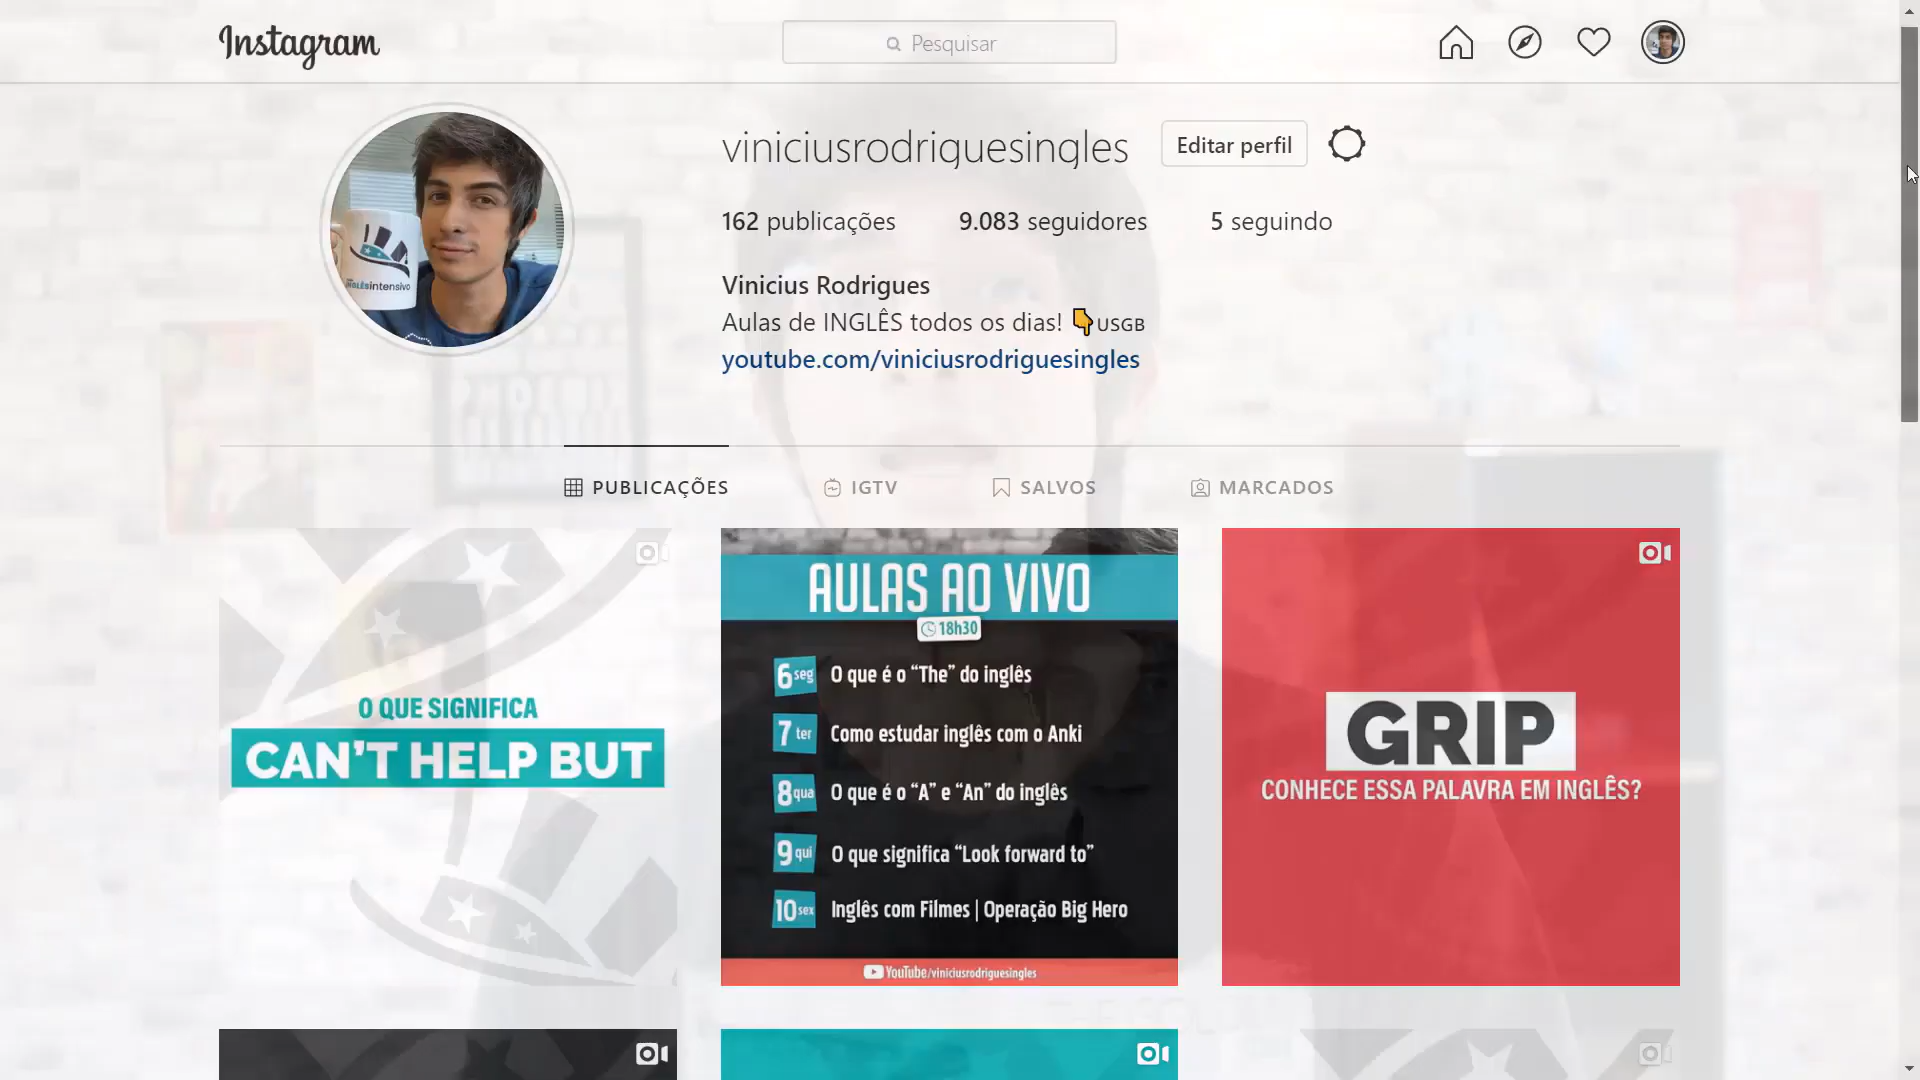 Instagram
Pesquisar
viniciusrodriguesingles
Editar perfil
162 publicações
9.083 seguidores
5 seguindo
inglêsintensivo
Vinicius Rodrigues
Aulas de INGLÊS todos os dias! 👇USGB
youtube.com/viniciusrodriguesingles
PUBLICAÇÕES
IGTV
SALVOS
MARCADOS
O QUE SIGNIFICA
CAN'T HELP BUT
AULAS AO VIVO
18h30
6 seg O que é o “The” do inglês
7 ter Como estudar inglês com o Anki
8 qua O que é o “A” e “An” do inglês
9 qui O que significa “Look forward to”
10 sex Inglês com Filmes | Operação Big Hero
YouTube/viniciusrodriguesingles
GRIP
CONHECE ESSA PALAVRA EM INGLÊS?